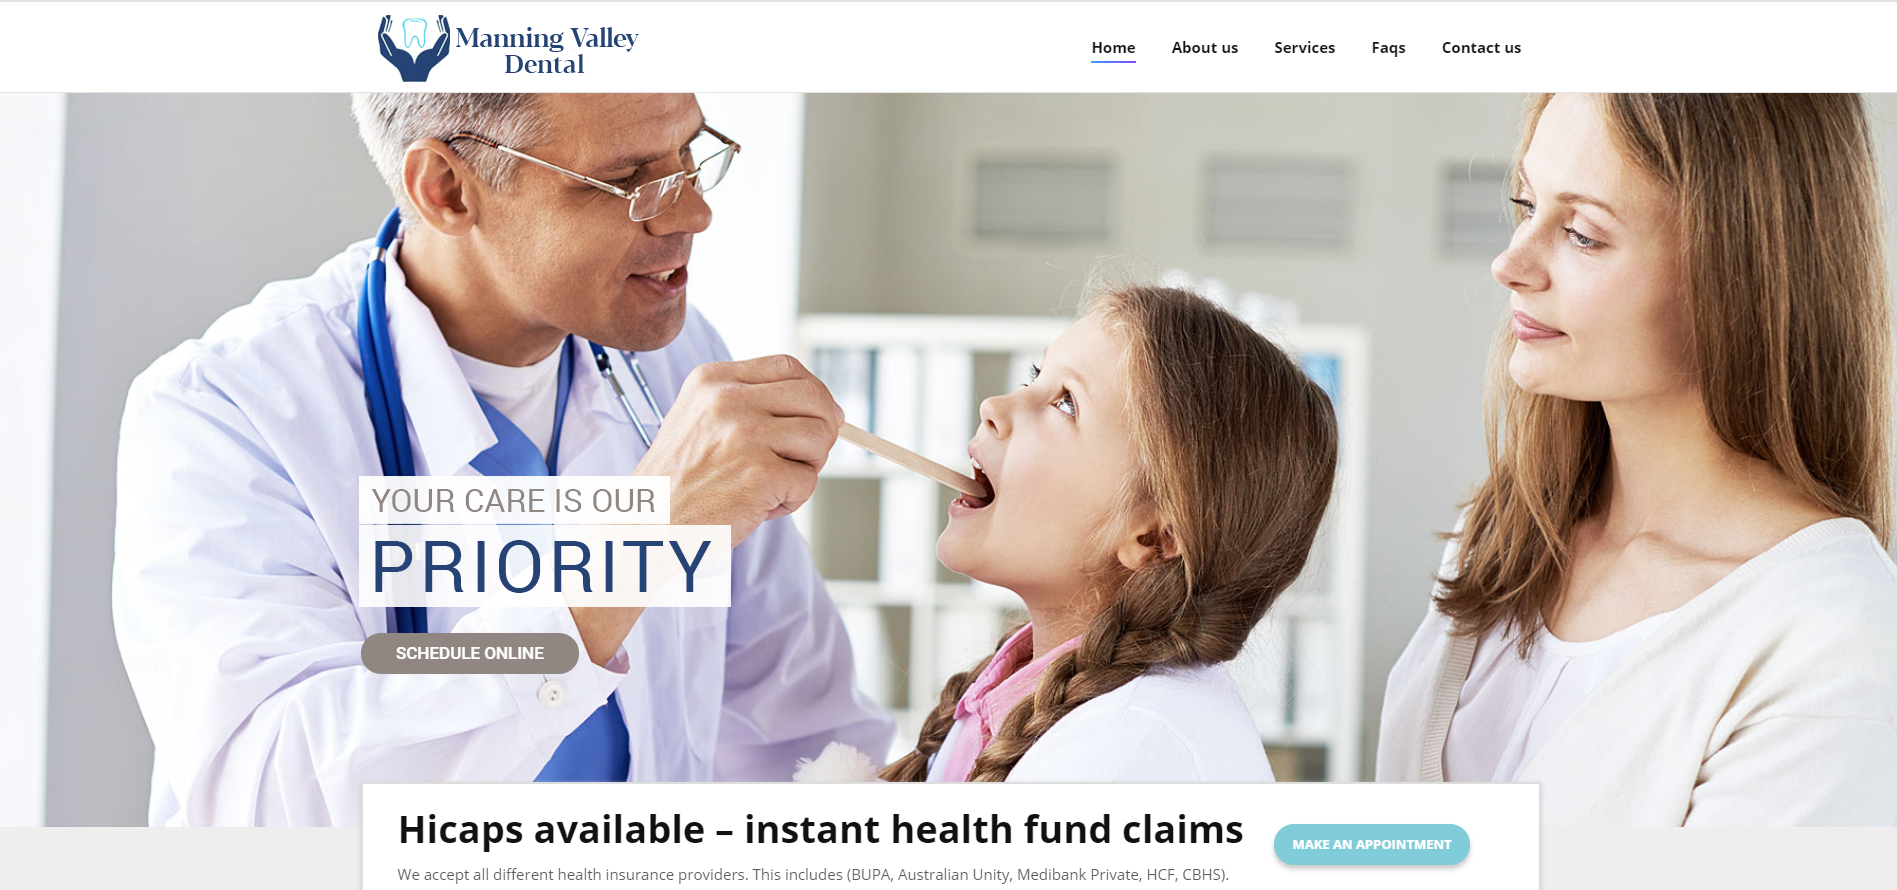 Manning Valley
Dental
Home About us Services Faqs Contact us
YOUR CARE IS OUR
PRIORITY
SCHEDULE ONLINE
Hicaps available – instant health fund claims
MAKE AN APPOINTMENT
We accept all different health insurance providers. This includes (BUPA, Australian Unity, Medibank Private, HCF, CBHS).